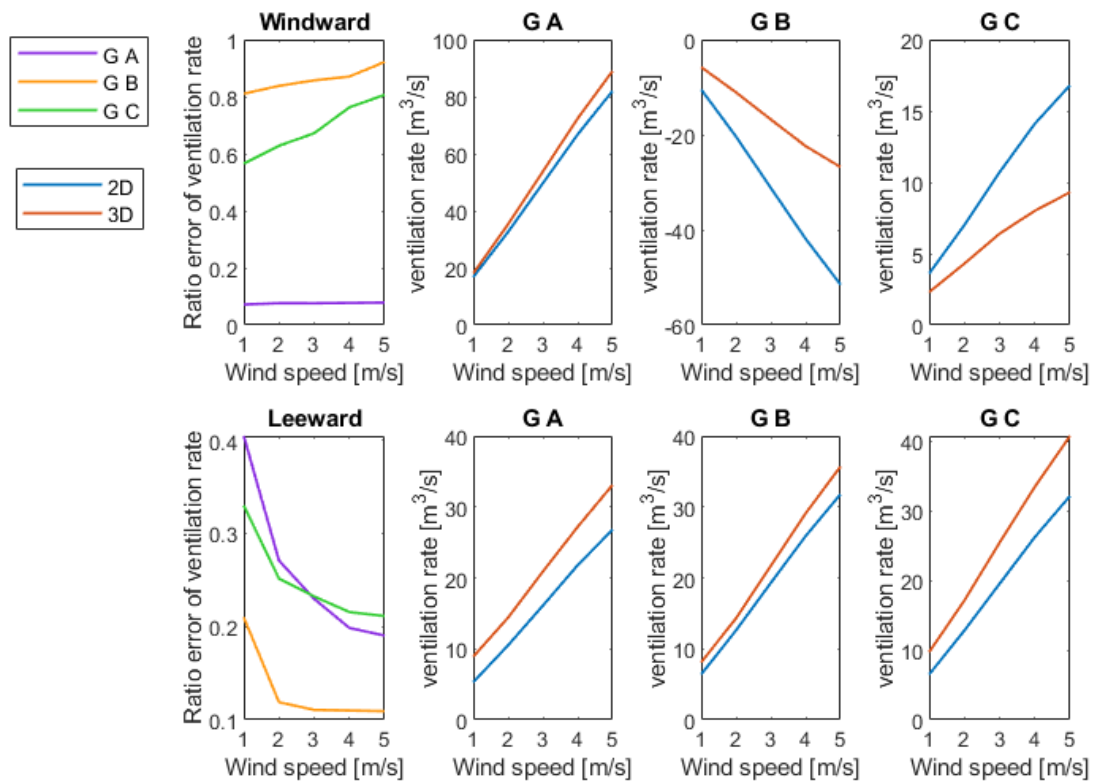 G A
G B
G C
2D
3D
Windward
Ratio error of ventilation rate
1
0.8
0.6
0.4
0.2
0
1 2 3 4 5
Wind speed [m/s]
G A
ventilation rate [m³/s]
100
80
60
40
20
0
1 2 3 4 5
Wind speed [m/s]
G B
ventilation rate [m³/s]
0
-20
-40
-60
1 2 3 4 5
Wind speed [m/s]
G C
ventilation rate [m³/s]
20
15
10
5
0
1 2 3 4 5
Wind speed [m/s]
Leeward
Ratio error of ventilation rate
0.4
0.3
0.2
0.1
1 2 3 4 5
Wind speed [m/s]
G A
ventilation rate [m³/s]
40
30
20
10
0
1 2 3 4 5
Wind speed [m/s]
G B
ventilation rate [m³/s]
40
30
20
10
0
1 2 3 4 5
Wind speed [m/s]
G C
ventilation rate [m³/s]
40
30
20
10
0
1 2 3 4 5
Wind speed [m/s]